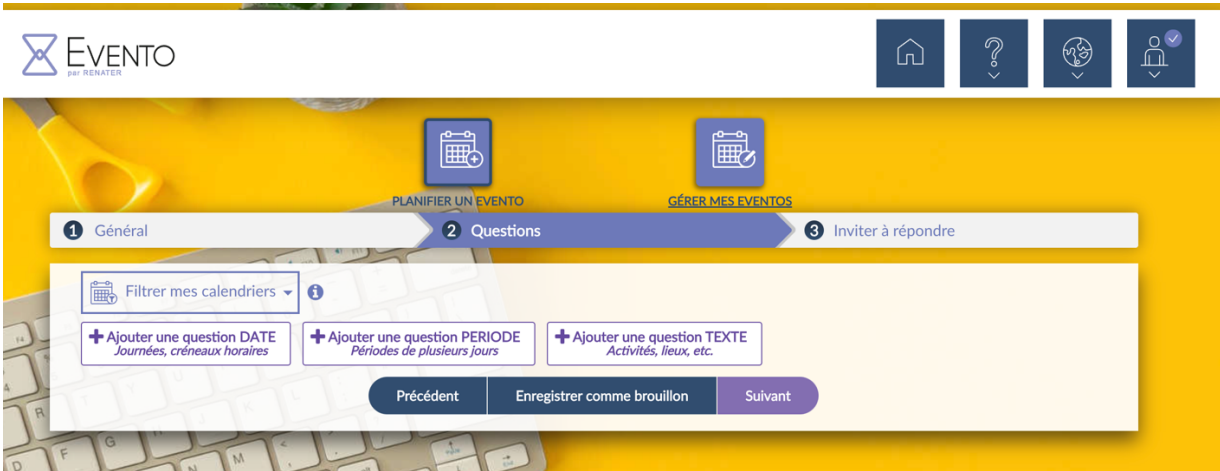 EVENTO
par RENATER
PLANIFIER UN EVENTO
GÉRER MES EVENTOS
1 Général
2 Questions
3 Inviter à répondre
Filtrer mes calendriers
Ajouter une question DATE
Journées, créneaux horaires
Ajouter une question PERIODE
Périodes de plusieurs jours
Ajouter une question TEXTE
Activités, lieux, etc.
Précédent
Enregistrer comme brouillon
Suivant